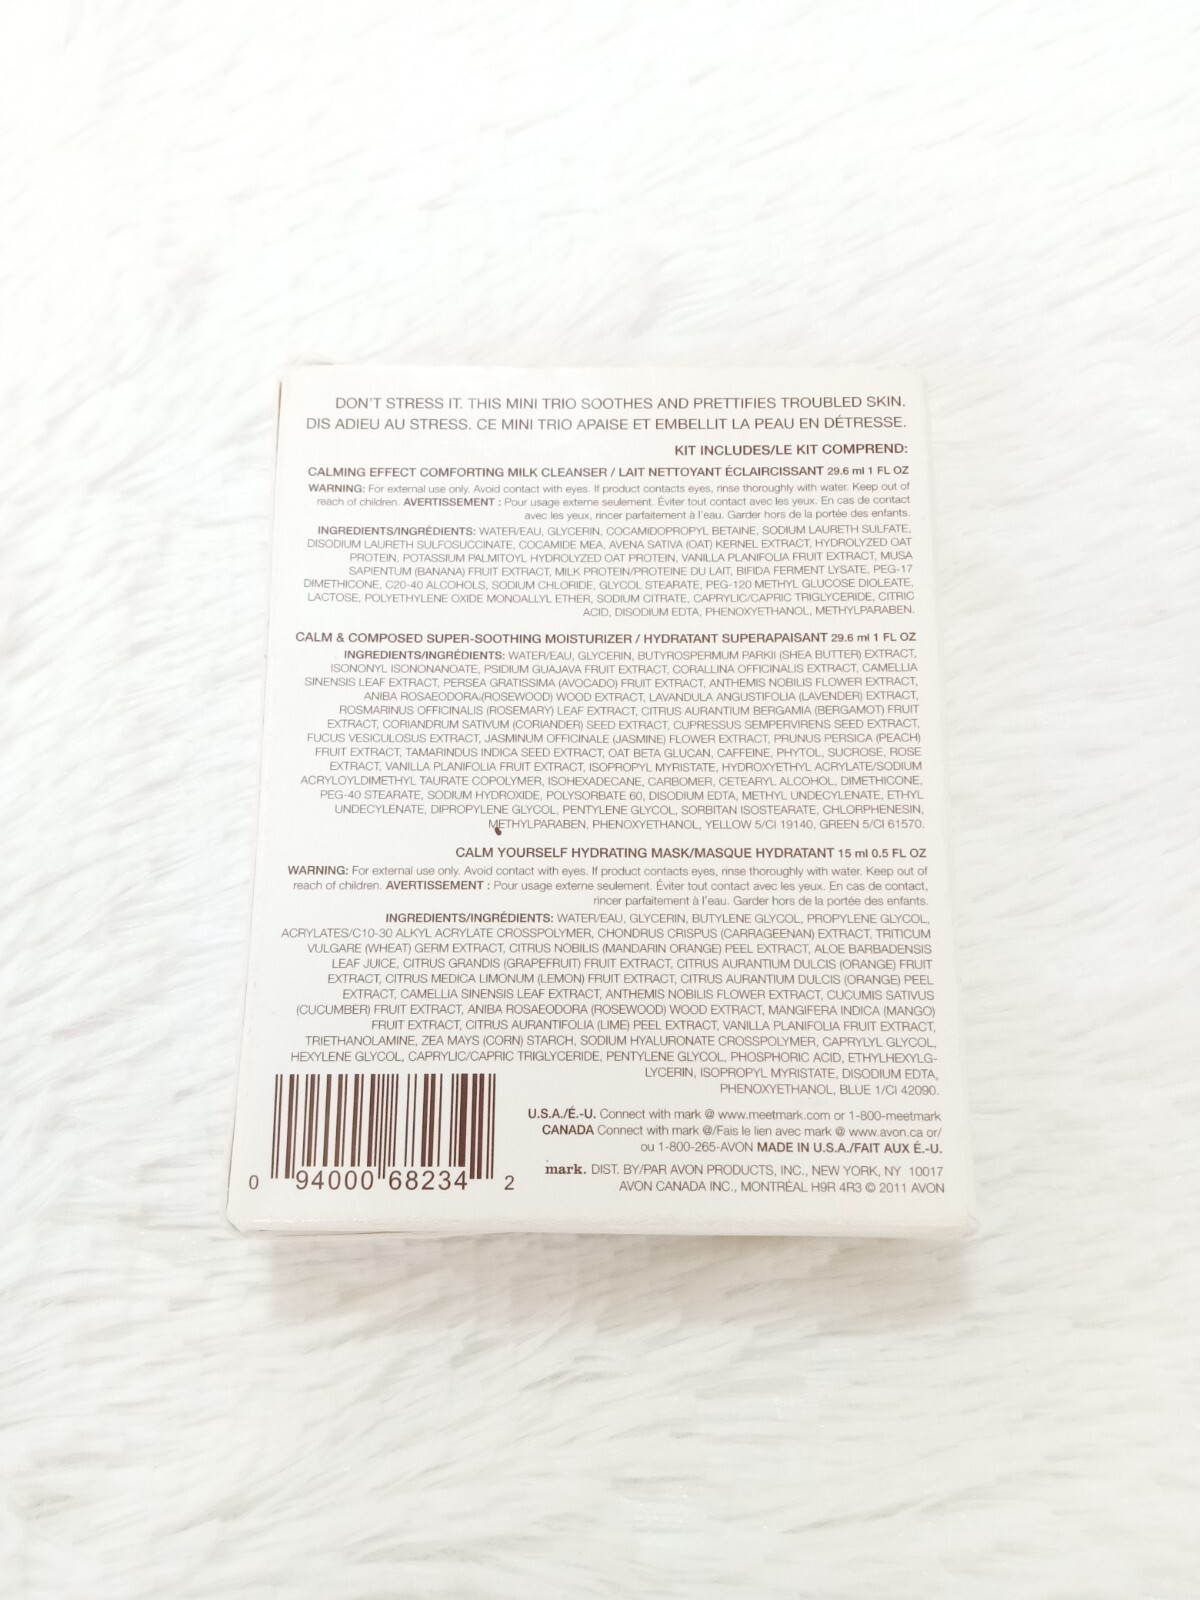 DON'T STRESS IT. THIS MINI TRIO SOOTHES AND PRETTIFIES TROUBLED SKIN.
DIS ADIEU AU STRESS. CE MINI TRIO APAISE ET EMBELLIT LA PEAU EN DÉTRESSE.
KIT INCLUDES/LE KIT COMPREND:
CALMING EFFECT COMFORTING MILK CLEANSER / LAIT NETTOYANT ÉCLAIRCISSANT 29.6 ml 1 FL OZ
WARNING: For external use only. Avoid contact with eyes. If product contacts eyes, rinse thoroughly with water. Keep out of
reach of children. AVERTISSEMENT : Pour usage externe seulement. Éviter tout contact avec les yeux. En cas de contact
avec les yeux, rincer parfaitement à l'eau. Garder hors de la portée des enfants.
INGREDIENTS/INGRÉDIENTS: WATER/EAU, GLYCERIN, COCAMIDOPROPYL BETAINE, SODIUM LAURETH SULFATE,
DISODIUM LAURETH SULFOSUCCINATE, COCAMIDE MEA, AVENA SATIVA (OAT) KERNEL EXTRACT, HYDROLYZED OAT
PROTEIN, POTASSIUM PALMITOYL HYDROLYZED OAT PROTEIN, VANILLA PLANIFOLIA FRUIT EXTRACT, MUSA
SAPIENTUM (BANANA) FRUIT EXTRACT, MILK PROTEIN/PROTEINE DU LAIT, BIFIDA FERMENT LYSATE, PEG-17
DIMETHICONE, C20-40 ALCOHOLS, SODIUM CHLORIDE, GLYCOL STEARATE, PEG-120 METHYL GLUCOSE DIOLEATE,
LACTOSE, POLYETHYLENE OXIDE MONOALLYL ETHER, SODIUM CITRATE, CAPRYLIC/CAPRIC TRIGLYCERIDE, CITRIC
ACID, DISODIUM EDTA, PHENOXYETHANOL, METHYLPARABEN.
CALM & COMPOSED SUPER-SOOTHING MOISTURIZER / HYDRATANT SUPERAPAISANT 29.6 ml 1 FL OZ
INGREDIENTS/INGRÉDIENTS: WATER/EAU, GLYCERIN, BUTYROSPERMUM PARKII (SHEA BUTTER) EXTRACT,
ISONONYL ISONONANOATE, PSIDIUM GUAJAVA FRUIT EXTRACT, CORALLINA OFFICINALIS EXTRACT, CAMELLIA
SINENSIS LEAF EXTRACT, PERSEA GRATISSIMA (AVOCADO) FRUIT EXTRACT, ANTHEMIS NOBILIS FLOWER EXTRACT,
ANIBA ROSAEODORA (ROSEWOOD) WOOD EXTRACT, LAVANDULA ANGUSTIFOLIA (LAVENDER) EXTRACT,
ROSMARINUS OFFICINALIS (ROSEMARY) LEAF EXTRACT, CITRUS AURANTIUM BERGAMIA (BERGAMOT) FRUIT
EXTRACT, CORIANDRUM SATIVUM (CORIANDER) SEED EXTRACT, CUPRESSUS SEMPERVIRENS SEED EXTRACT,
FUCUS VESICULOSUS EXTRACT, JASMINUM OFFICINALE (JASMINE) FLOWER EXTRACT, PRUNUS PERSICA (PEACH)
FRUIT EXTRACT, TAMARINDUS INDICA SEED EXTRACT, OAT BETA GLUCAN, CAFFEINE, PHYTOL, SUCROSE, ROSE
EXTRACT, VANILLA PLANIFOLIA FRUIT EXTRACT, ISOPROPYL MYRISTATE, HYDROXYETHYL ACRYLATE/SODIUM
ACRYLOYLDIMETHYL TAURATE COPOLYMER, ISOHEXADECANE, CARBOMER, CETEARYL ALCOHOL, DIMETHICONE,
PEG-40 STEARATE, SODIUM HYDROXIDE, POLYSORBATE 60, DISODIUM EDTA, METHYL UNDECYLENATE, ETHYL
UNDECYLENATE, DIPROPYLENE GLYCOL, PENTYLENE GLYCOL, SORBITAN ISOSTEARATE, CHLORPHENESIN,
METHYLPARABEN, PHENOXYETHANOL, YELLOW 5/CI 19140, GREEN 5/CI 61570.
CALM YOURSELF HYDRATING MASK/MASQUE HYDRATANT 15 ml 0.5 FL OZ
WARNING: For external use only. Avoid contact with eyes. If product contacts eyes, rinse thoroughly with water. Keep out of
reach of children. AVERTISSEMENT : Pour usage externe seulement. Éviter tout contact avec les yeux. En cas de contact,
rincer parfaitement à l'eau. Garder hors de la portée des enfants.
INGREDIENTS/INGRÉDIENTS: WATER/EAU, GLYCERIN, BUTYLENE GLYCOL, PROPYLENE GLYCOL,
ACRYLATES/C10-30 ALKYL ACRYLATE CROSSPOLYMER, CHONDRUS CRISPUS (CARRAGEENAN) EXTRACT, TRITICUM
VULGARE (WHEAT) GERM EXTRACT, CITRUS NOBILIS (MANDARIN ORANGE) PEEL EXTRACT, ALOE BARBADENSIS
LEAF JUICE, CITRUS GRANDIS (GRAPEFRUIT) FRUIT EXTRACT, CITRUS AURANTIUM DULCIS (ORANGE) FRUIT
EXTRACT, CITRUS MEDICA LIMONUM (LEMON) FRUIT EXTRACT, CITRUS AURANTIUM DULCIS (ORANGE) PEEL
EXTRACT, CAMELLIA SINENSIS LEAF EXTRACT, ANTHEMIS NOBILIS FLOWER EXTRACT, CUCUMIS SATIVUS
(CUCUMBER) FRUIT EXTRACT, ANIBA ROSAEODORA (ROSEWOOD) WOOD EXTRACT, MANGIFERA INDICA (MANGO)
FRUIT EXTRACT, CITRUS AURANTIFOLIA (LIME) PEEL EXTRACT, VANILLA PLANIFOLIA FRUIT EXTRACT,
TRIETHANOLAMINE, ZEA MAYS (CORN) STARCH, SODIUM HYALURONATE CROSSPOLYMER, CAPRYLYL GLYCOL,
HEXYLENE GLYCOL, CAPRYLIC/CAPRIC TRIGLYCERIDE, PENTYLENE GLYCOL, PHOSPHORIC ACID, ETHYLHEXYLG-
LYCERIN, ISOPROPYL MYRISTATE, DISODIUM EDTA,
PHENOXYETHANOL, BLUE 1/CI 42090.
U.S.A./É.-U. Connect with mark @ www.meetmark.com or 1-800-meetmark
CANADA Connect with mark @/Fais le lien avec mark @ www.avon.ca or/
ou 1-800-265-AVON MADE IN U.S.A./FAIT AUX É.-U.
mark. DIST. BY/PAR AVON PRODUCTS, INC., NEW YORK, NY 10017
AVON CANADA INC., MONTRÉAL H9R 4R3 © 2011 AVON
0 94000 68234 2